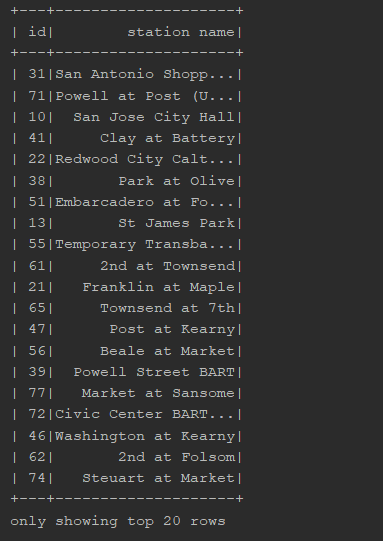 +---+--------------------+
| id|        station name|
+---+--------------------+
| 31|San Antonio Shopp...|
| 71|Powell at Post (U...|
| 10|  San Jose City Hall|
| 41|     Clay at Battery|
| 22|Redwood City Calt...|
| 38|       Park at Olive|
| 51|Embarcadero at Fo...|
| 13|       St James Park|
| 55|Temporary Transba...|
| 61|     2nd at Townsend|
| 21|   Franklin at Maple|
| 65|     Townsend at 7th|
| 47|      Post at Kearny|
| 56|     Beale at Market|
| 39|  Powell Street BART|
| 77|   Market at Sansome|
| 72|Civic Center BART...|
| 46|Washington at Kearny|
| 62|       2nd at Folsom|
| 74|   Steuart at Market|
+---+--------------------+
only showing top 20 rows